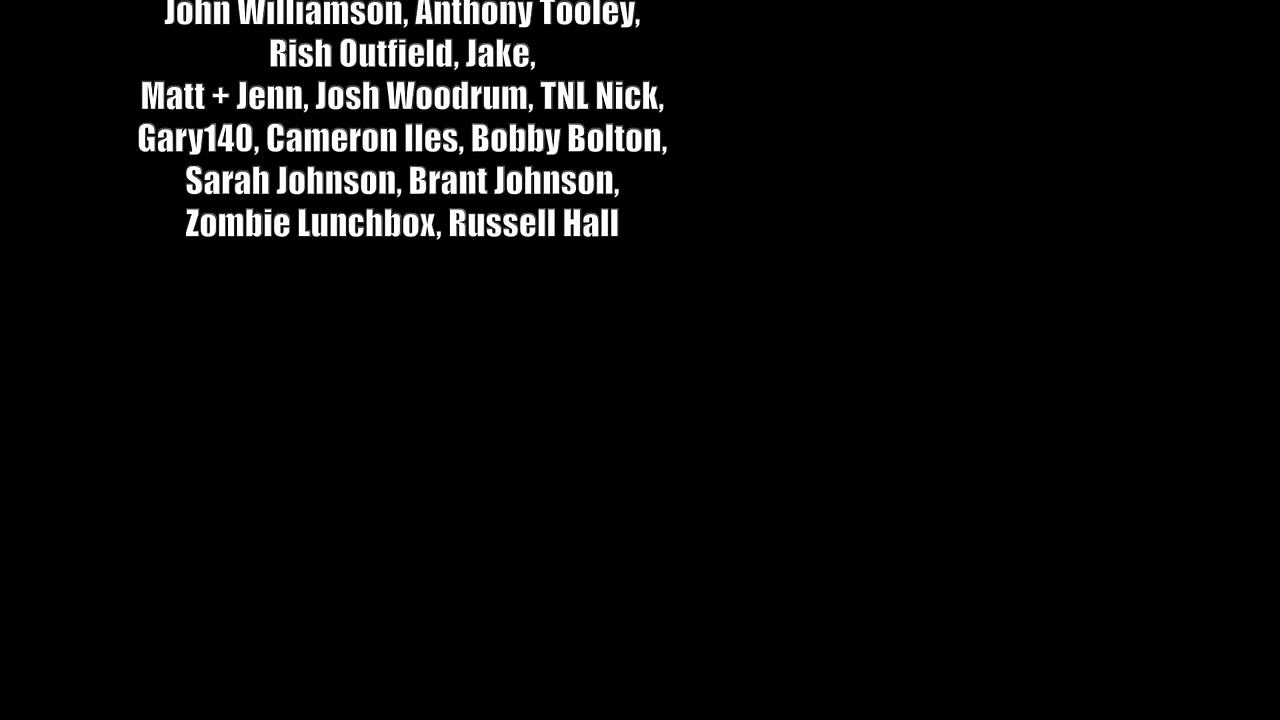 John Williamson, Anthony Tooley,
Rish Outfield, Jake,
Matt + Jenn, Josh Woodrum, TNL Nick,
Gary140, Cameron Iles, Bobby Bolton,
Sarah Johnson, Brant Johnson,
Zombie Lunchbox, Russell Hall